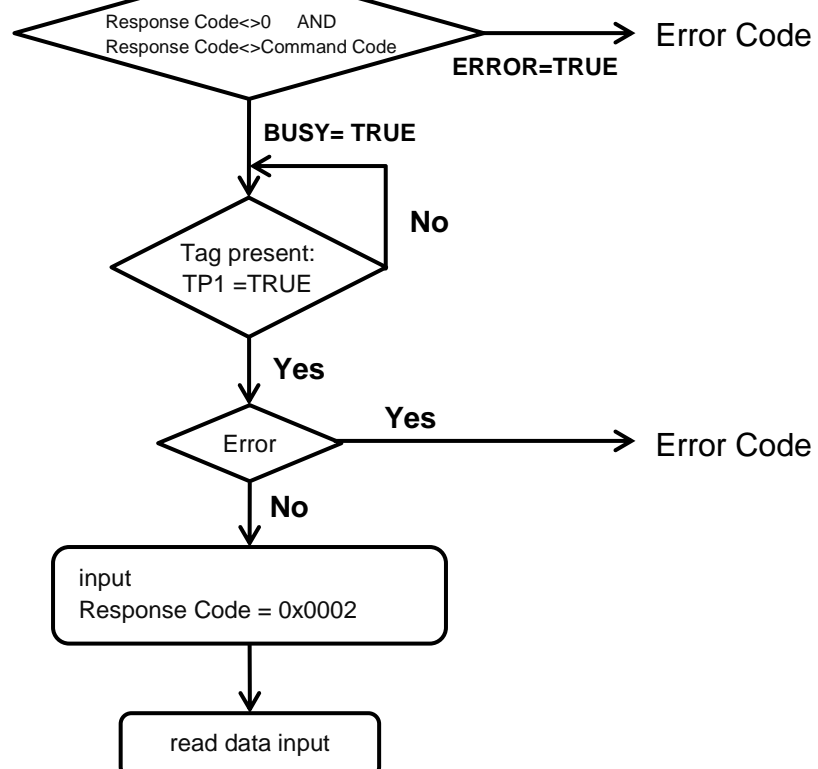 Response Code<>0 AND
Response Code<>Command Code
Error Code
ERROR=TRUE
BUSY= TRUE
No
Tag present:
TP1 =TRUE
Yes
Yes
Error
Error Code
No
input
Response Code = 0x0002
read data input